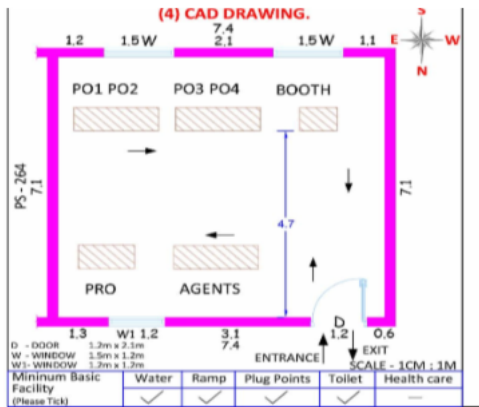 (4) CAD DRAWING.
7.4
1,2 1.5 W 2,1 1,5 W 1,1
S
E W
N
PO1 PO2 PO3 PO4 BOOTH
PS - 264
7.1
4.7
7.1
PRO AGENTS
D
1,3 W1 1,2 3,1 1,2 0,6
7.4
D - DOOR 1.2m x 2.1m
W - WINDOW 1.5m x 1.2m
W1- WINDOW 1.2m x 1.2m
ENTRANCE EXIT
SCALE - 1CM : 1M
Mininum Basic Facility (Please Tick) Water Ramp Plug Points Toilet Health care